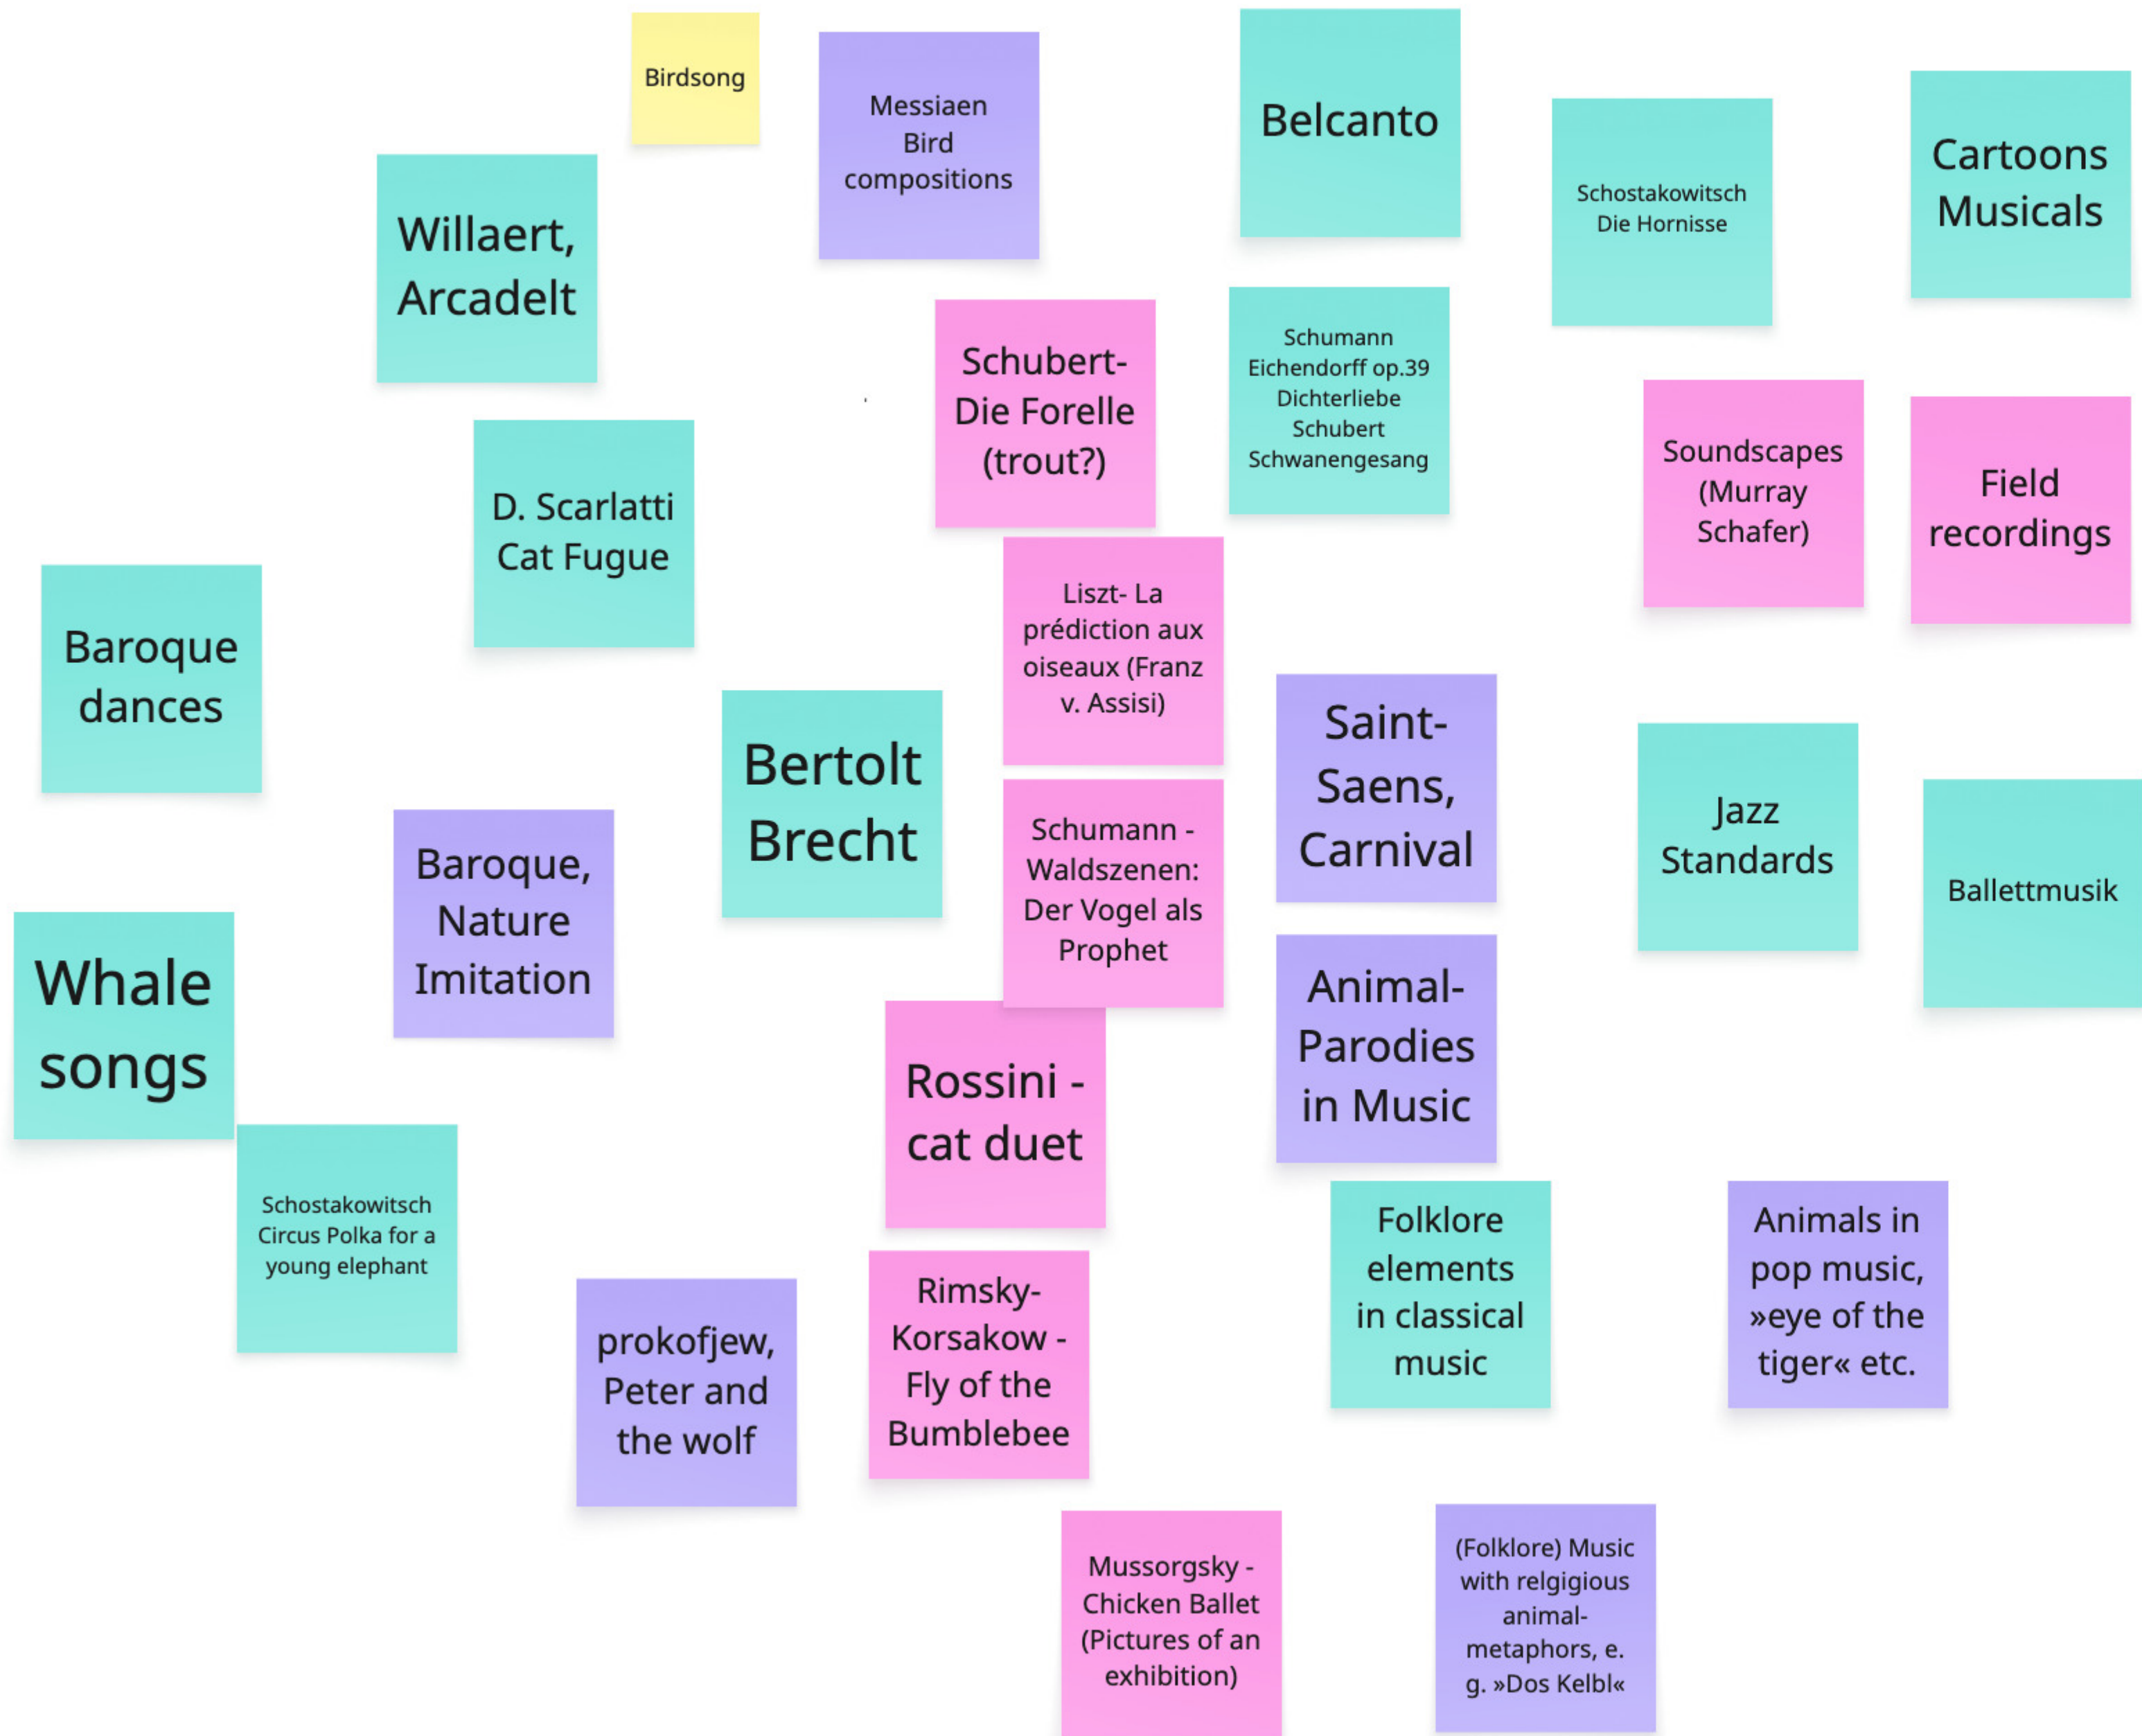 Birdsong
Messiaen
Bird
compositions
Belcanto
Schostakowitsch
Die Hornisse
Cartoons
Musicals
Willaert,
Arcadelt
Schubert-
Die Forelle
(trout?)
Schumann
Eichendorff op.39
Dichterliebe
Schubert
Schwanengesang
Soundscapes
(Murray
Schafer)
Field
recordings
D. Scarlatti
Cat Fugue
Baroque
dances
Liszt- La
prédiction aux
oiseaux (Franz
v. Assisi)
Bertolt
Brecht
Saint-
Saens,
Carnival
Jazz
Standards
Ballettmusik
Schumann -
Waldszenen:
Der Vogel als
Prophet
Baroque,
Nature
Imitation
Whale
songs
Animal-
Parodies
in Music
Rossini -
cat duet
Schostakowitsch
Circus Polka for a
young elephant
Folklore
elements
in classical
music
Animals in
pop music,
»eye of the
tiger« etc.
prokofjew,
Peter and
the wolf
Rimsky-
Korsakow -
Fly of the
Bumblebee
Mussorgsky -
Chicken Ballet
(Pictures of an
exhibition)
(Folklore) Music
with relgigious
animal-
metaphors, e.
g. »Dos Kelbl«